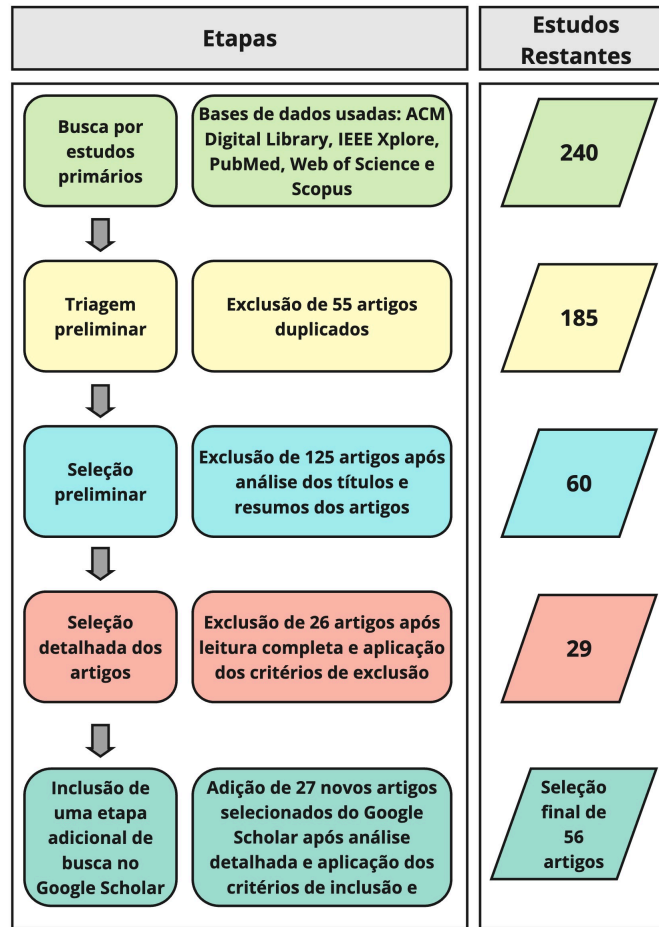 Etapas
Estudos
Restantes
Busca por
estudos
primários
Bases de dados usadas: ACM
Digital Library, IEEE Xplore,
PubMed, Web of Science e
Scopus
240
Triagem
preliminar
Exclusão de 55 artigos
duplicados
185
Seleção
preliminar
Exclusão de 125 artigos após
análise dos títulos e
resumos dos artigos
60
Seleção
detalhada dos
artigos
Exclusão de 26 artigos após
leitura completa e aplicação
dos critérios de exclusão
29
Inclusão de
uma etapa
adicional de
busca no
Google Scholar
Adição de 27 novos artigos
selecionados do Google
Scholar após análise
detalhada e aplicação dos
critérios de inclusão e
Seleção
final de
56
artigos